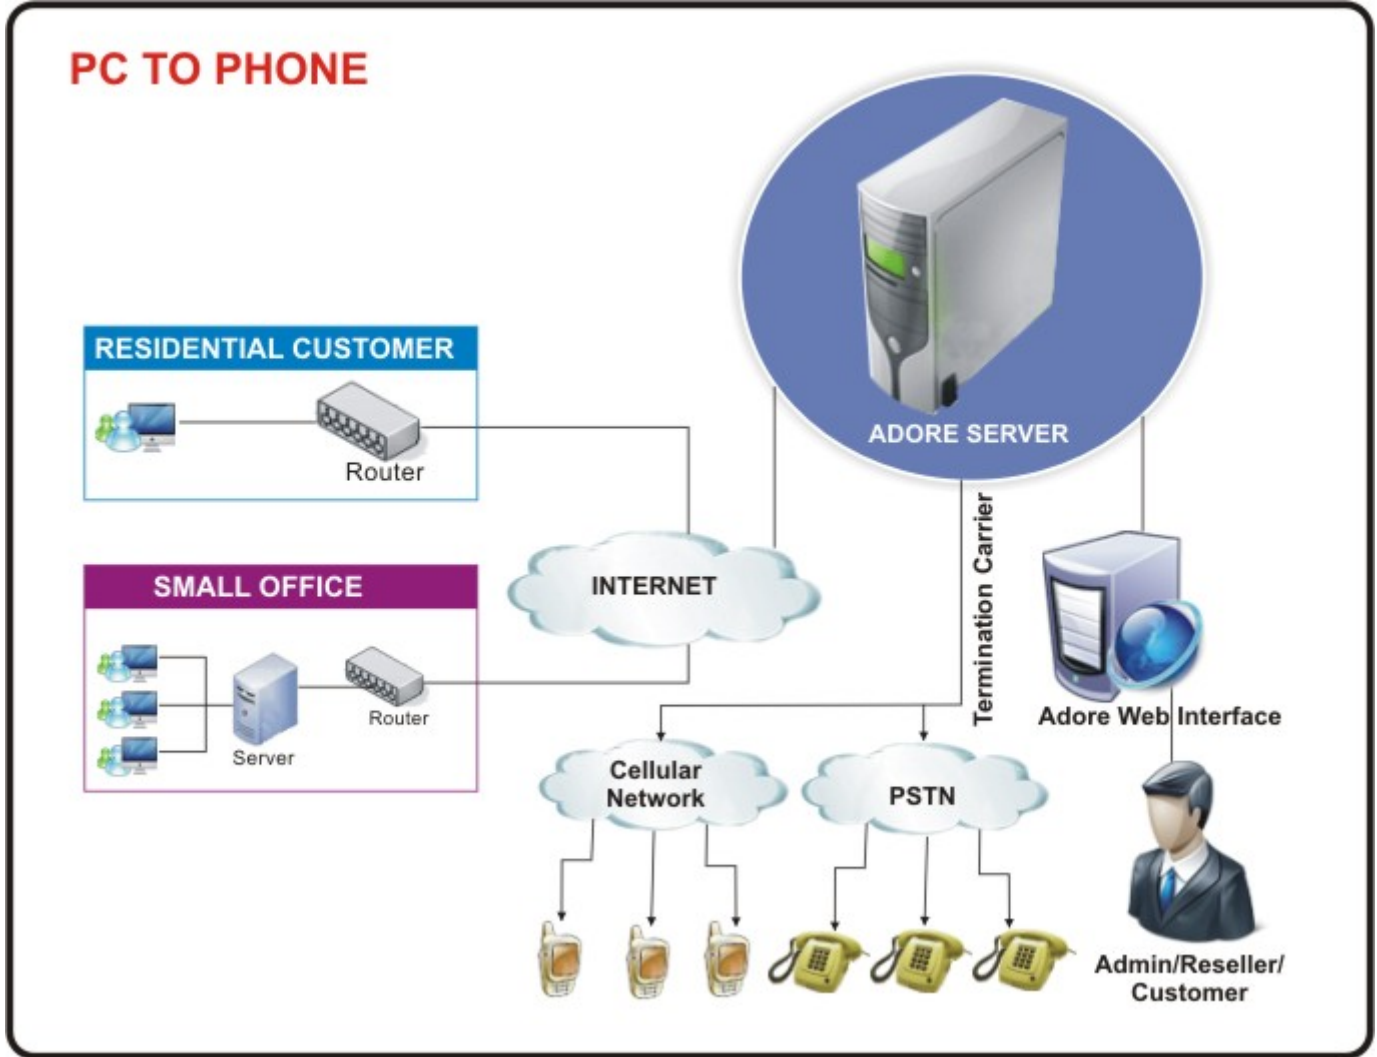 PC TO PHONE
ADORE SERVER
RESIDENTIAL CUSTOMER
Router
INTERNET
Termination Carrier
SMALL OFFICE
Server
Router
Adore Web Interface
Cellular
Network
PSTN
Admin/Reseller/
Customer